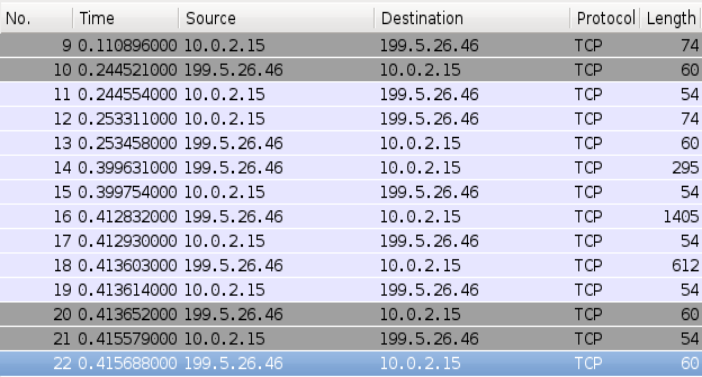 No. Time Source Destination Protocol Length
9 0.110896000 10.0.2.15 199.5.26.46 TCP 74
10 0.244521000 199.5.26.46 10.0.2.15 TCP 60
11 0.244554000 10.0.2.15 199.5.26.46 TCP 54
12 0.253311000 10.0.2.15 199.5.26.46 TCP 74
13 0.253458000 199.5.26.46 10.0.2.15 TCP 60
14 0.399631000 199.5.26.46 10.0.2.15 TCP 295
15 0.399754000 10.0.2.15 199.5.26.46 TCP 54
16 0.412832000 199.5.26.46 10.0.2.15 TCP 1405
17 0.412930000 10.0.2.15 199.5.26.46 TCP 54
18 0.413603000 199.5.26.46 10.0.2.15 TCP 612
19 0.413614000 10.0.2.15 199.5.26.46 TCP 54
20 0.413652000 199.5.26.46 10.0.2.15 TCP 60
21 0.415579000 10.0.2.15 199.5.26.46 TCP 54
22 0.415688000 199.5.26.46 10.0.2.15 TCP 60